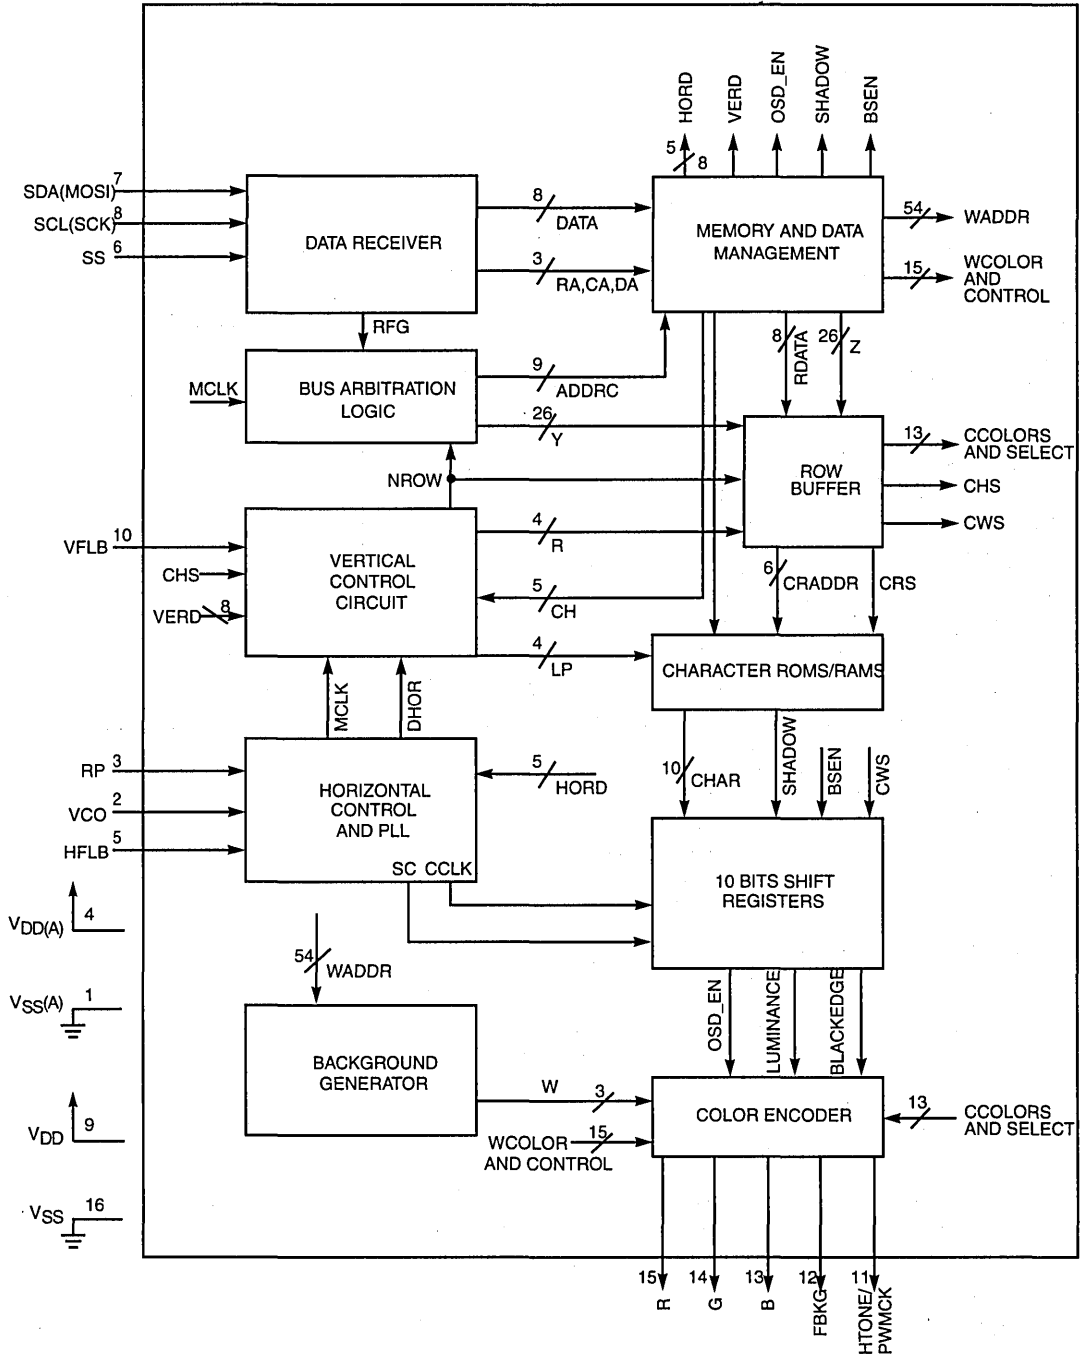 HORD
VERD
OSD_EN
SHADOW
BSEN
5
8
SDA(MOSI)
7
SCL(SCK)
8
SS
6
DATA RECEIVER
8
DATA
3
RA,CA,DA
MEMORY AND DATA
MANAGEMENT
54
WADDR
15
WCOLOR
AND
CONTROL
RFG
MCLK
BUS ARBITRATION
LOGIC
9
ADDRC
26
Y
8
RDATA
26
Z
NROW
ROW
BUFFER
13
CCOLORS
AND SELECT
CHS
CWS
VFLB
10
CHS
VERD
8
VERTICAL
CONTROL
CIRCUIT
4
R
5
CH
4
LP
6
CRADDR
CRS
CHARACTER ROMS/RAMS
MCLK
DHOR
RP
3
VCO
2
HFLB
5
HORIZONTAL
CONTROL
AND PLL
SC
CCLK
5
HORD
10
CHAR
SHADOW
BSEN
CWS
10 BITS SHIFT
REGISTERS
VDD(A)
4
VSS(A)
1
VDD
9
VSS
16
54
WADDR
BACKGROUND
GENERATOR
W
3
WCOLOR
AND CONTROL
15
OSD_EN
LUMINANCE
BLACKEDGE
COLOR ENCODER
13
CCOLORS
AND SELECT
15
R
14
G
13
B
12
FBKG
11
HTONE/
PWMCK